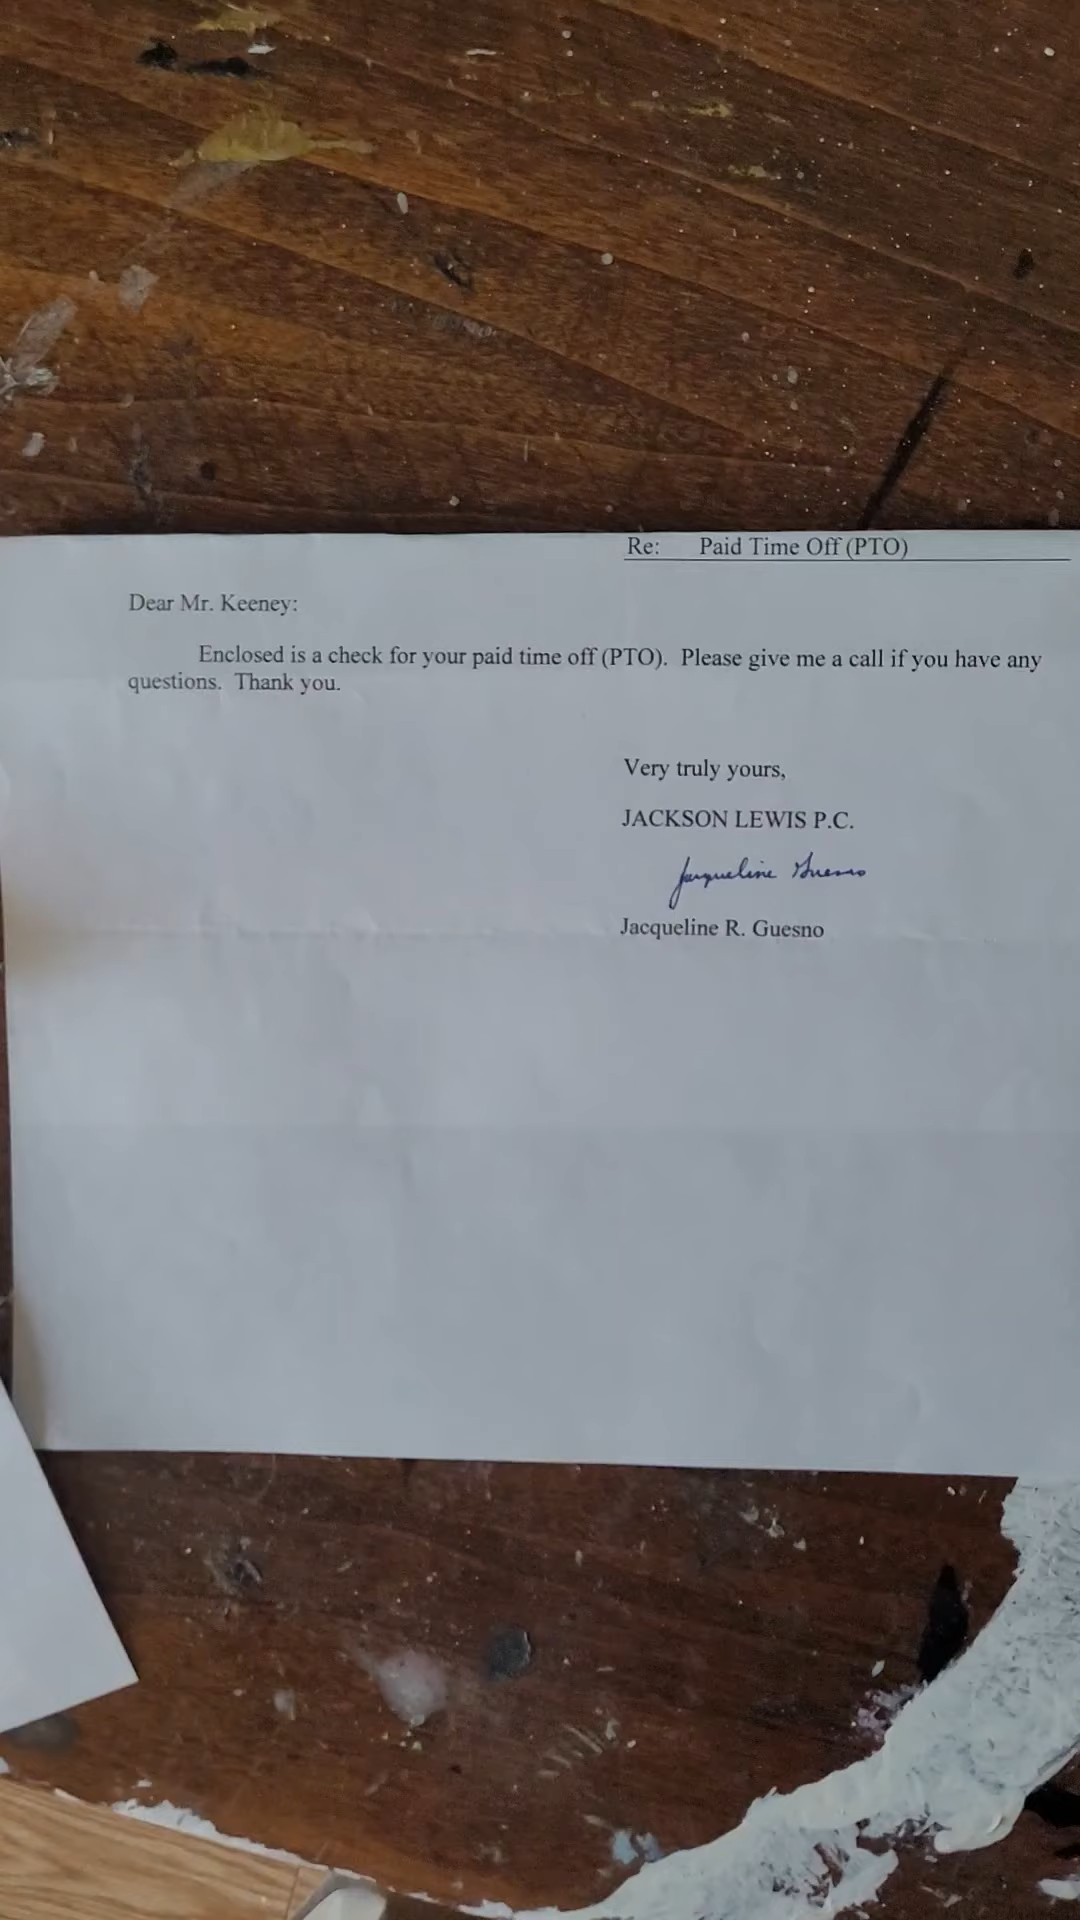 Re: Paid Time Off (PTO)
Dear Mr. Keeney:
Enclosed is a check for your paid time off (PTO). Please give me a call if you have any
questions. Thank you.
Very truly yours,
JACKSON LEWIS P.C.
Jacqueline Guesno
Jacqueline R. Guesno